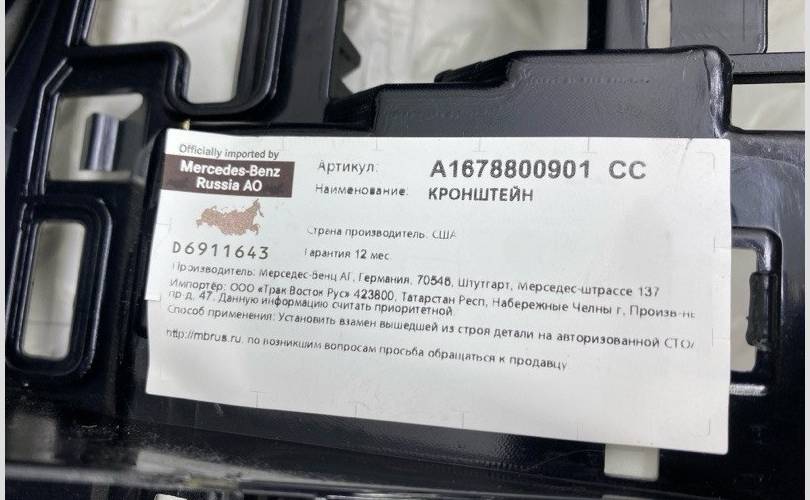 Officially imported by
Mercedes-Benz
Russia AO
Артикул: A1678800901 CC
Наименование: КРОНШТЕЙН
Страна производитель: США
D6911643
Гарантия 12 мес.
Производитель: Мерседес-Бенц АГ, Германия, 70546, Штутгарт, Мерседес-штрассе 137
Импортёр: ООО «Трак Восток Рус» 423800, Татарстан Респ, Набережные Челны г, Произв-нь
пр-д, 47. Данную информацию считать приоритетной.
Способ применения: Установить взамен вышедшей из строя детали на авторизованной СТОА
http://mbrus.ru, по возникшим вопросам просьба обращаться к продавцу